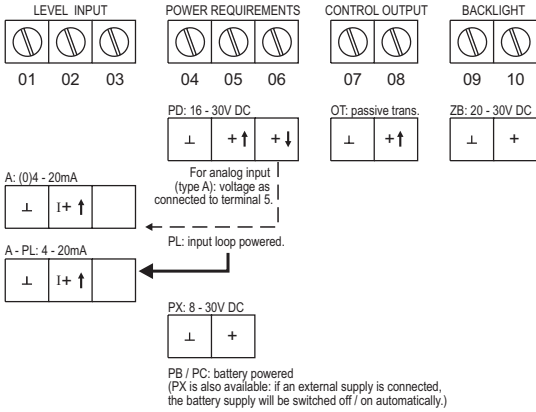 LEVEL INPUT POWER REQUIREMENTS CONTROL OUTPUT BACKLIGHT
01 02 03 04 05 06 07 08 09 10
PD: 16 - 30V DC OT: passive trans. ZB: 20 - 30V DC
⊥ +↑ +↓ ⊥ +↑ ⊥ +
For analog input
(type A): voltage as
connected to terminal 5.
A: (0)4 - 20mA
⊥ I+ ↑
PL: input loop powered.
A - PL: 4 - 20mA
⊥ I+ ↑
PX: 8 - 30V DC
⊥ +
PB / PC: battery powered
(PX is also available: if an external supply is connected,
the battery supply will be switched off / on automatically.)